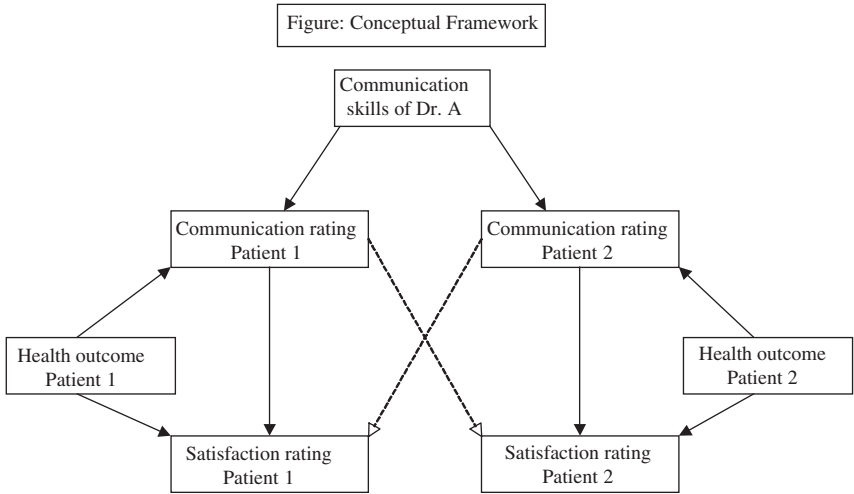 Figure: Conceptual Framework
Communication
skills of Dr. A
Communication rating
Patient 1
Communication rating
Patient 2
Health outcome
Patient 1
Health outcome
Patient 2
Satisfaction rating
Patient 1
Satisfaction rating
Patient 2